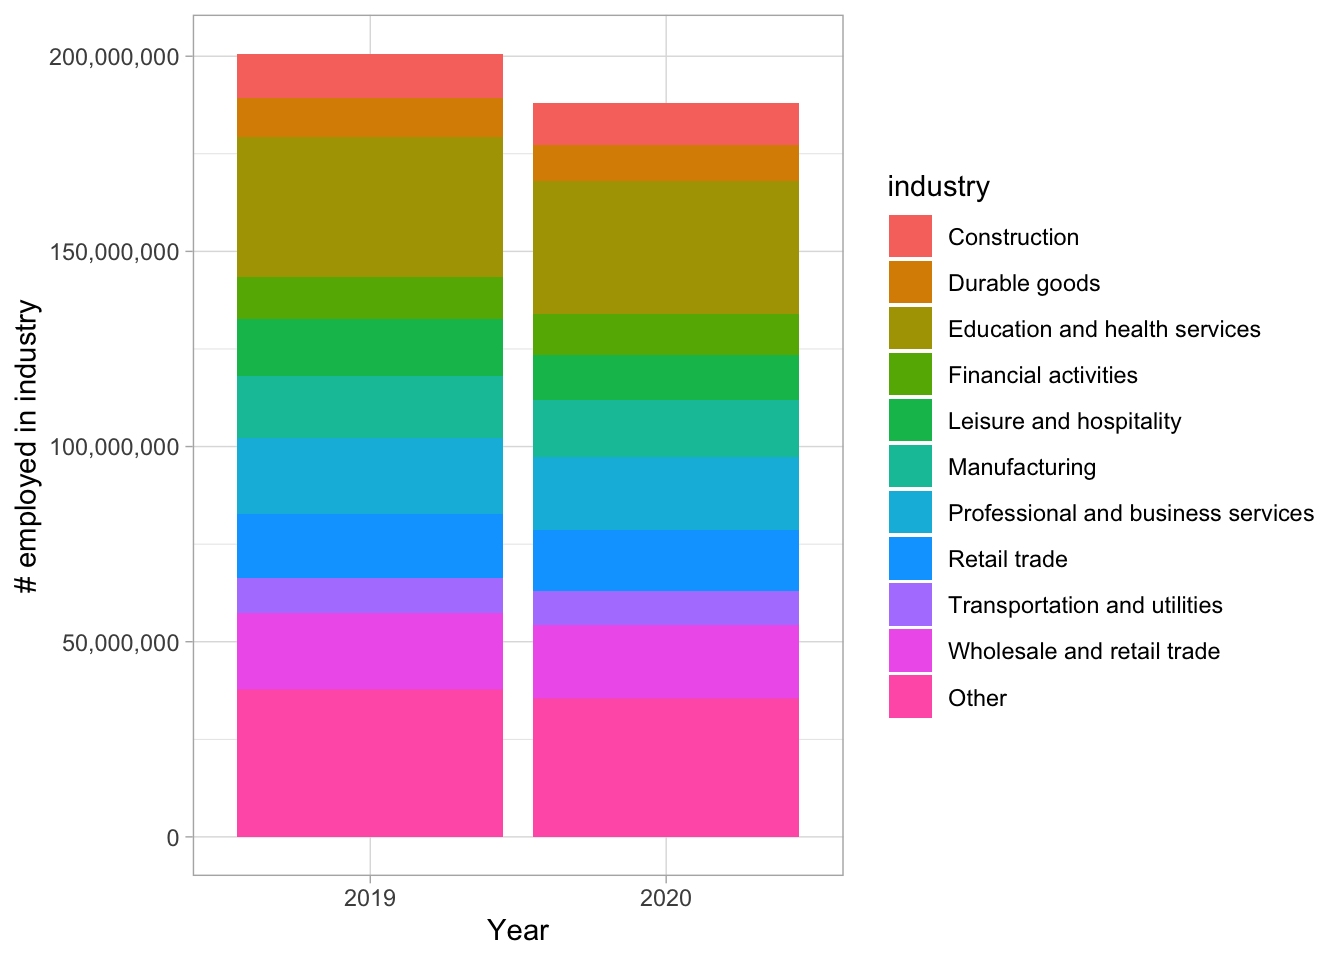 200,000,000
150,000,000
100,000,000
50,000,000
0
# employed in industry
2019
2020
Year
industry
Construction
Durable goods
Education and health services
Financial activities
Leisure and hospitality
Manufacturing
Professional and business services
Retail trade
Transportation and utilities
Wholesale and retail trade
Other